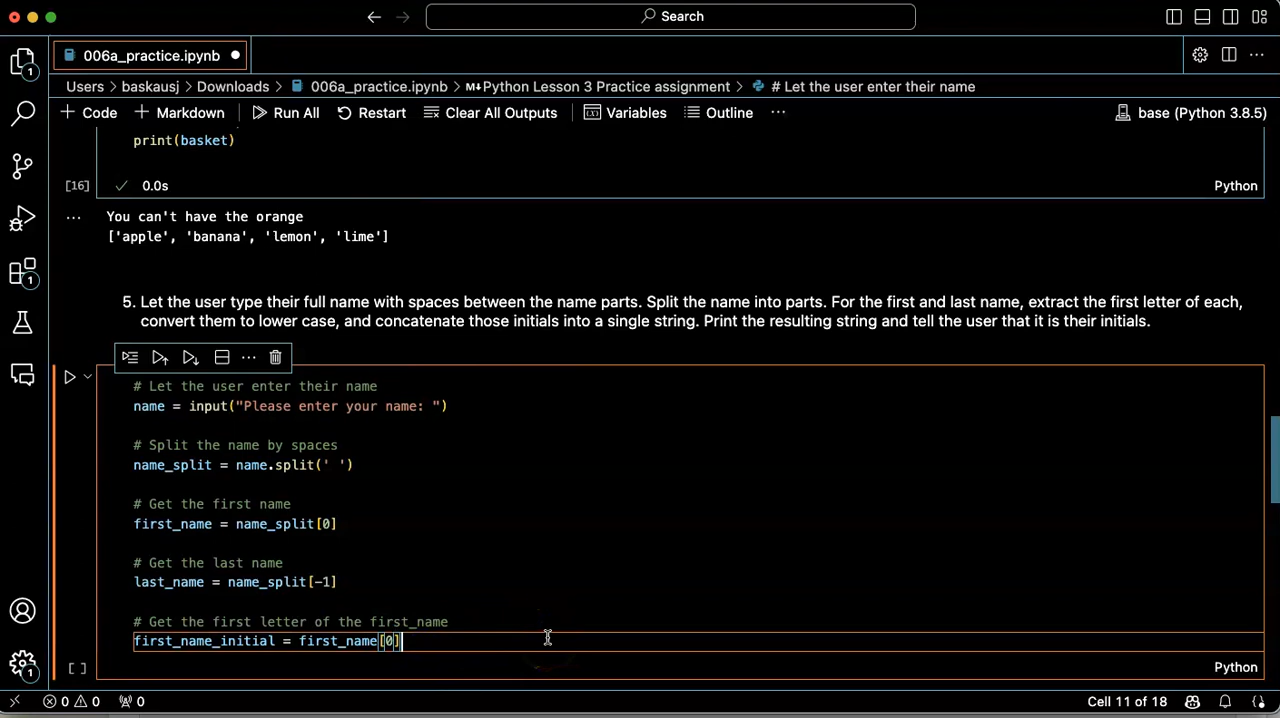 Search
006a_practice.ipynb
Users > baskausj > Downloads > 006a_practice.ipynb > M↓Python Lesson 3 Practice assignment > # Let the user enter their name
+ Code + Markdown Run All Restart Clear All Outputs Variables Outline ··· base (Python 3.8.5)
print(basket)
[16] 0.0s Python
You can't have the orange
['apple', 'banana', 'lemon', 'lime']
5. Let the user type their full name with spaces between the name parts. Split the name into parts. For the first and last name, extract the first letter of each,
convert them to lower case, and concatenate those initials into a single string. Print the resulting string and tell the user that it is their initials.
# Let the user enter their name
name = input("Please enter your name: ")
# Split the name by spaces
name_split = name.split(' ')
# Get the first name
first_name = name_split[0]
# Get the last name
last_name = name_split[-1]
# Get the first letter of the first_name
first_name_initial = first_name[0]
[ ] Python
0 0 0 Cell 11 of 18
1
1
1